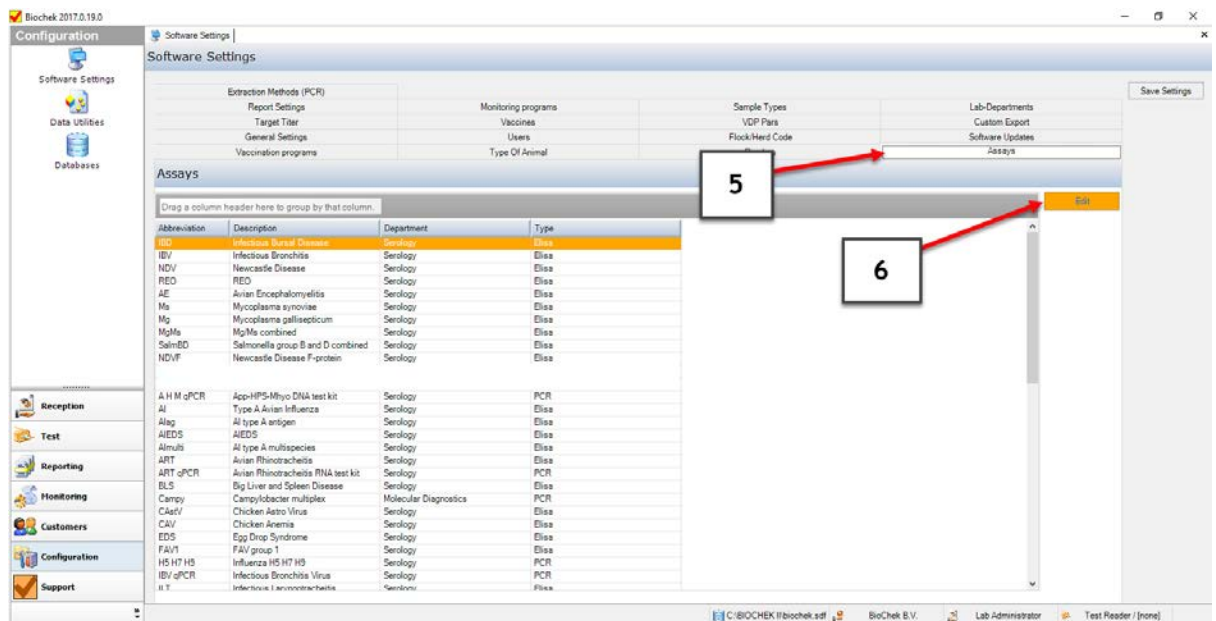 Biochek 2017.0.19.0
Configuration
Software Settings
Data Utilities
Databases
Reception
Test
Reporting
Monitoring
Customers
Configuration
Support
Software Settings
Software Settings
Save Settings
Extraction Methods (PCR)
Report Settings Monitoring programs Sample Types Lab-Departments
Target Titer Vaccines VDP Pars Custom Export
General Settings Users Flock/Herd Code Software Updates
Vaccination programs Type Of Animal Assays
Assays
5
6
Edit
Drag a column header here to group by that column.
Abbreviation Description Department Type
IBD Infectious Bursal Disease Serology Elisa
IBV Infectious Bronchitis Serology Elisa
NDV Newcastle Disease Serology Elisa
REO REO Serology Elisa
AE Avian Encephalomyelitis Serology Elisa
Ms Mycoplasma synoviae Serology Elisa
Mg Mycoplasma gallisepticum Serology Elisa
MgMs Mg/Ms combined Serology Elisa
SalmBD Salmonella group B and D combined Serology Elisa
NDVF Newcastle Disease F-protein Serology Elisa
A H M qPCR App-HPS-Mhyo DNA test kit Serology PCR
AI Type A Avian Influenza Serology Elisa
AIag AI type A antigen Serology Elisa
AIEDS AIEDS Serology Elisa
AImulti AI type A multispecies Serology Elisa
ART Avian Rhinotracheitis Serology Elisa
ART qPCR Avian Rhinotracheitis RNA test kit Serology PCR
BLS Big Liver and Spleen Disease Serology Elisa
Campy Campylobacter multiplex Molecular Diagnostics PCR
CAstV Chicken Astro Virus Serology Elisa
CAV Chicken Anemia Serology Elisa
EDS Egg Drop Syndrome Serology Elisa
FAV1 FAV group 1 Serology Elisa
H5 H7 H9 Influenza H5 H7 H9 Serology PCR
IBV qPCR Infectious Bronchitis Virus Serology PCR
ILT Infectious Laryngotracheitis Serology Elisa
C:\BIOCHEK II\biochek.sdf BioChek B.V. Lab Administrator Test Reader / [none]